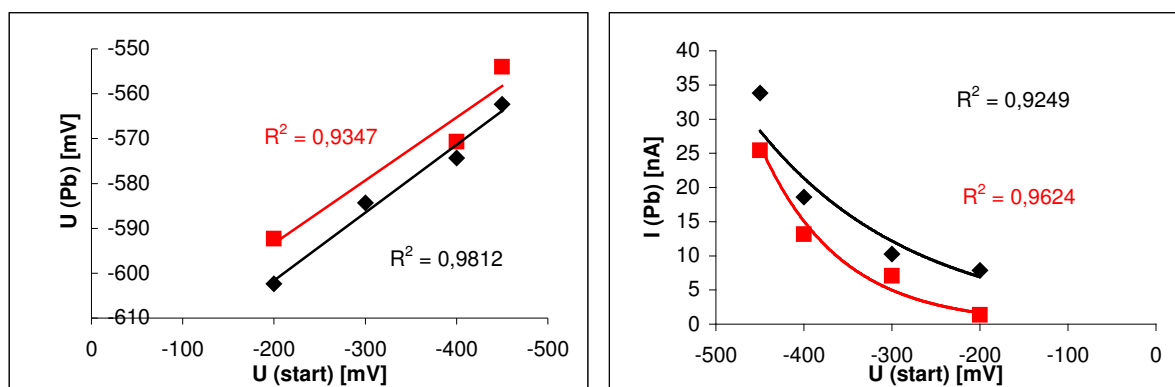 -550
-560
-570
-580
-590
-600
-610
U (Pb) [mV]
R² = 0,9347
R² = 0,9812
0 -100 -200 -300 -400 -500
U (start) [mV]
40
35
30
25
20
15
10
5
0
I (Pb) [nA]
R² = 0,9249
R² = 0,9624
-500 -400 -300 -200 -100 0
U (start) [mV]